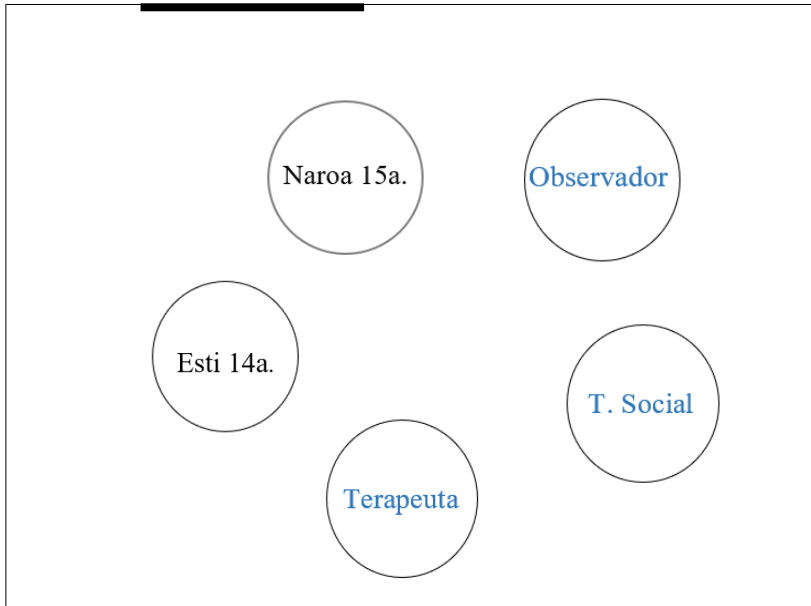 Naroa 15a.
Observador
Esti 14a.
T. Social
Terapeuta